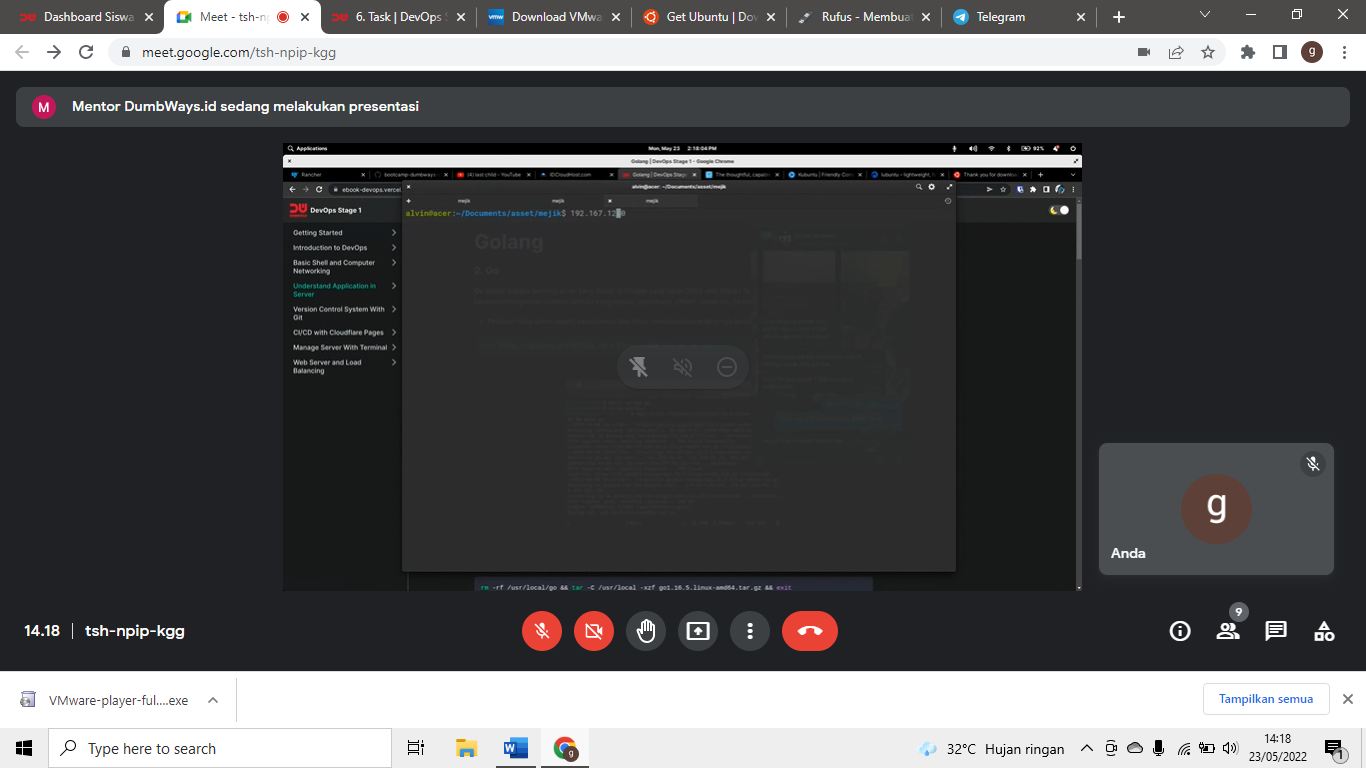 Dashboard Siswa
Meet - tsh-np
6. Task | DevOps S
Download VMwa
Get Ubuntu | Dov
Rufus - Membuat
Telegram
meet.google.com/tsh-npip-kgg
g
M
Mentor DumbWays.id sedang melakukan presentasi
Applications
Mon, May 23 2:18:04 PM
92%
Golang | DevOps Stage 1 - Google Chrome
Rancher
bootcamp-dumbways
last child - YouTube
IDCloudHost.com
Golang | DevOps Stage
The thoughtful, capab
Kubuntu | Friendly Com
lubuntu - lightweight,
Thank you for downl
ebook-devops.vercel.
alvin@acer: ~/Documents/asset/mejik
mejik
mejik
mejik
DevOps Stage 1
alvin@acer:~/Documents/asset/mejik$ 192.167.12
Getting Started
Introduction to DevOps
Basic Shell and Computer
Networking
Understand Application in
Server
Version Control System With
Git
CI/CD with Cloudflare Pages
Manage Server With Terminal
Web Server and Load
Balancing
Golang
2. Go
rm -rf /usr/local/go && tar -C /usr/local -xzf go1.16.5.linux-amd64.tar.gz && exit
g
Anda
14.18
tsh-npip-kgg
9
VMware-player-ful....exe
Tampilkan semua
Type here to search
32°C Hujan ringan
14:18
23/05/2022
1